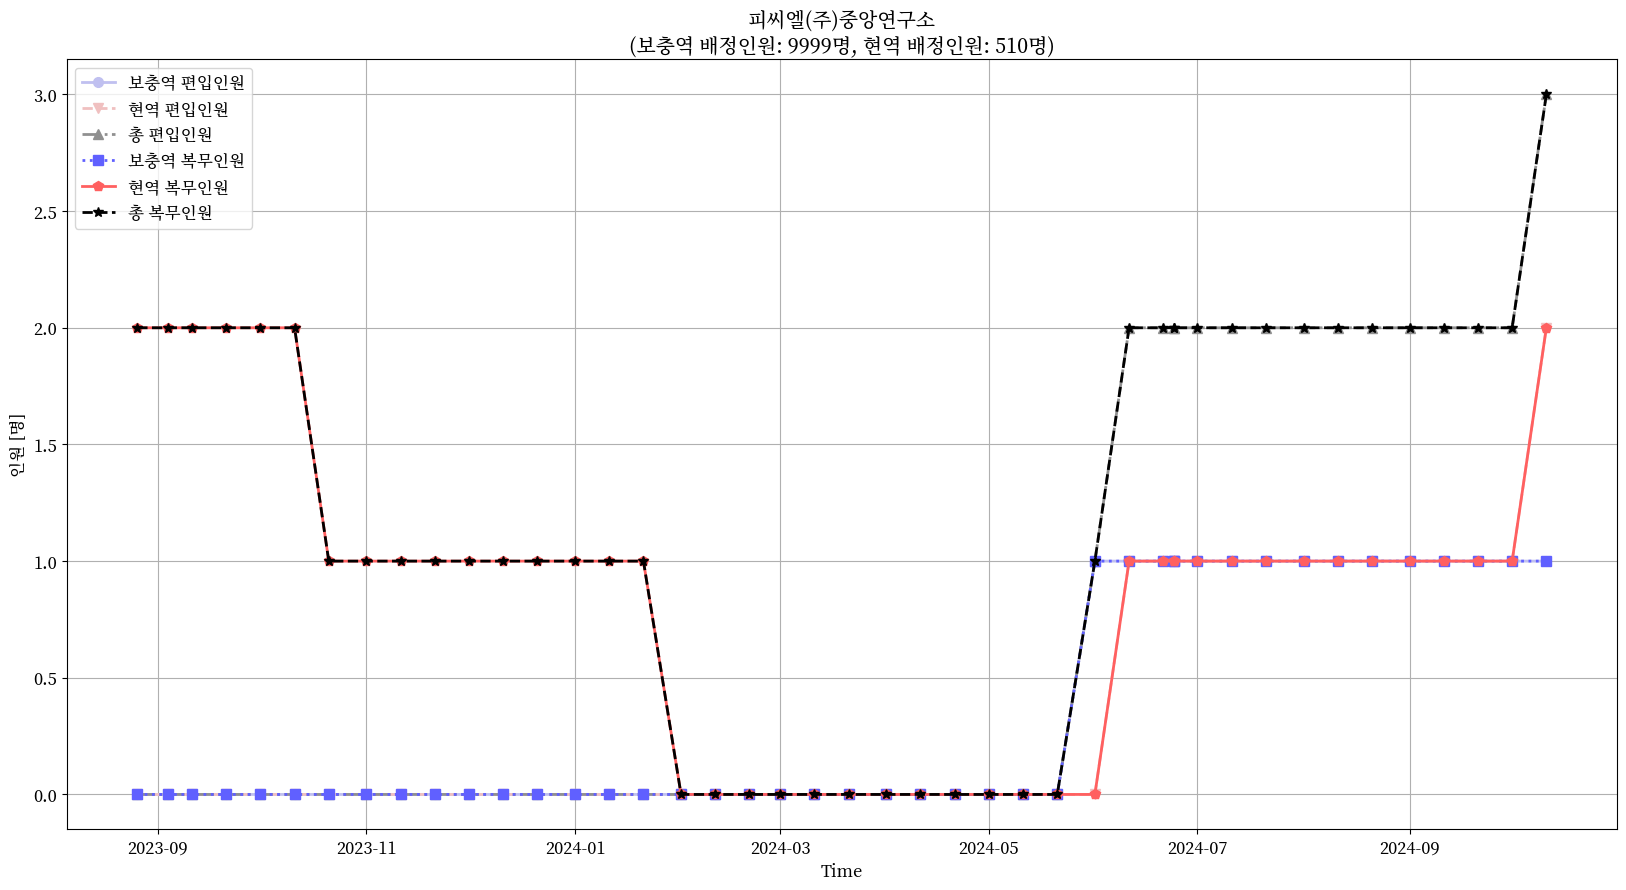 피씨엘(주)중앙연구소
(보충역 배정인원: 9999명, 현역 배정인원: 510명)
보충역 편입인원
현역 편입인원
총 편입인원
보충역 복무인원
현역 복무인원
총 복무인원
3.0
2.5
2.0
1.5
1.0
0.5
0.0
인원 [명]
2023-09 2023-11 2024-01 2024-03 2024-05 2024-07 2024-09
Time